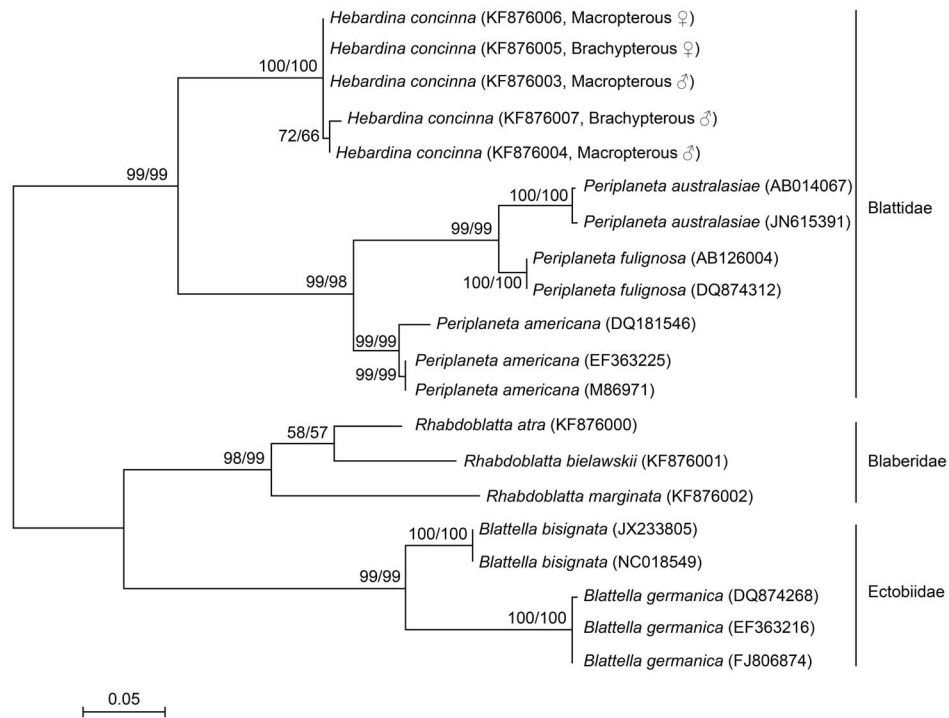 Hebardina concinna (KF876006, Macropterous ♀)
Hebardina concinna (KF876005, Brachypterous ♀)
100/100
Hebardina concinna (KF876003, Macropterous ♂)
Hebardina concinna (KF876007, Brachypterous ♂)
72/66
Hebardina concinna (KF876004, Macropterous ♂)
99/99
Periplaneta australasiae (AB014067)
100/100
Periplaneta australasiae (JN615391)
99/99
Periplaneta fulignosa (AB126004)
100/100
Periplaneta fulignosa (DQ874312)
99/98
Periplaneta americana (DQ181546)
99/99
Periplaneta americana (EF363225)
99/99
Periplaneta americana (M86971)
Blattidae
Rhabdoblatta atra (KF876000)
58/57
98/99
Rhabdoblatta bielawskii (KF876001)
Rhabdoblatta marginata (KF876002)
Blaberidae
Blattella bisignata (JX233805)
100/100
Blattella bisignata (NC018549)
99/99
Blattella germanica (DQ874268)
100/100
Blattella germanica (EF363216)
Blattella germanica (FJ806874)
Ectobiidae
0.05